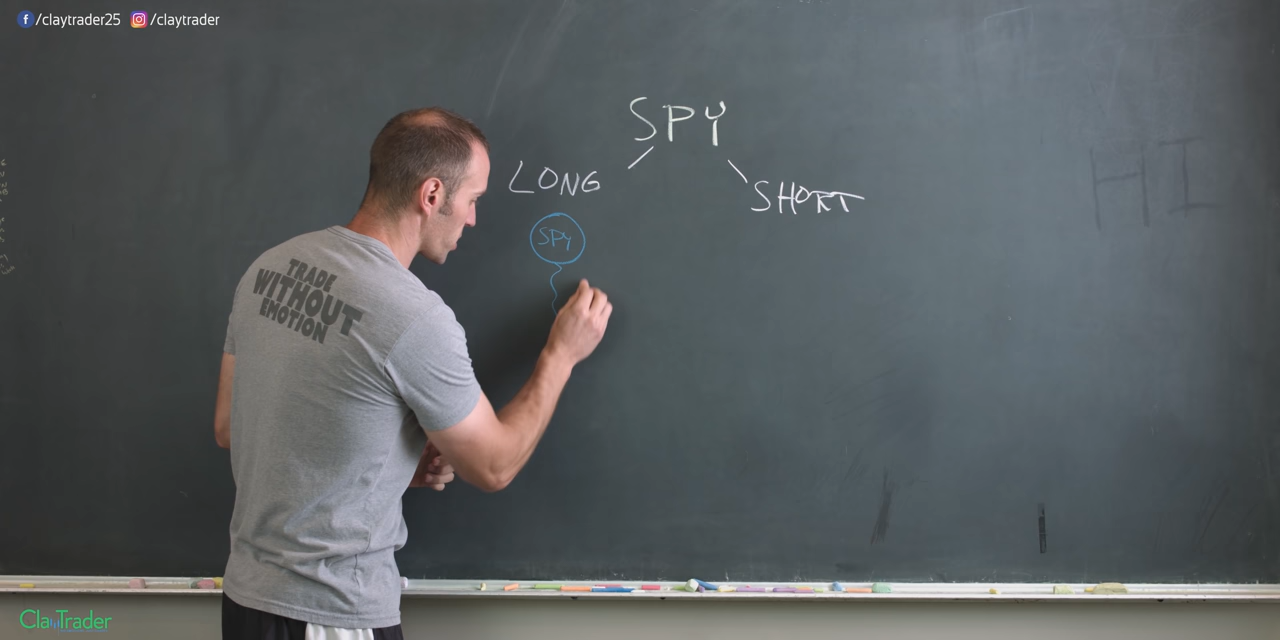 /claytrader25 /claytrader
SPY
LONG
SHORT
SPY
HI
TRADE
WITHOUT
EMOTION
ClayTrader